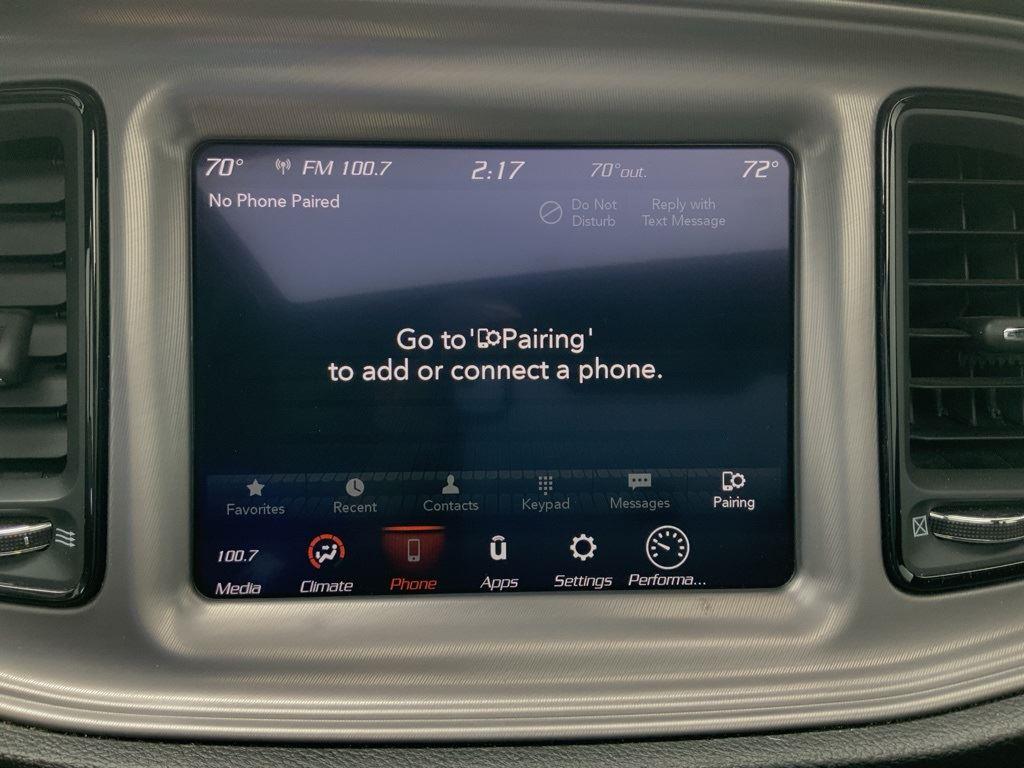 70° FM 100.7 2:17 70°out. 72°
No Phone Paired
Do Not Disturb
Reply with Text Message
Go to 'Pairing'
to add or connect a phone.
Favorites Recent Contacts Keypad Messages Pairing
100.7
Media Climate Phone Apps Settings Performa...